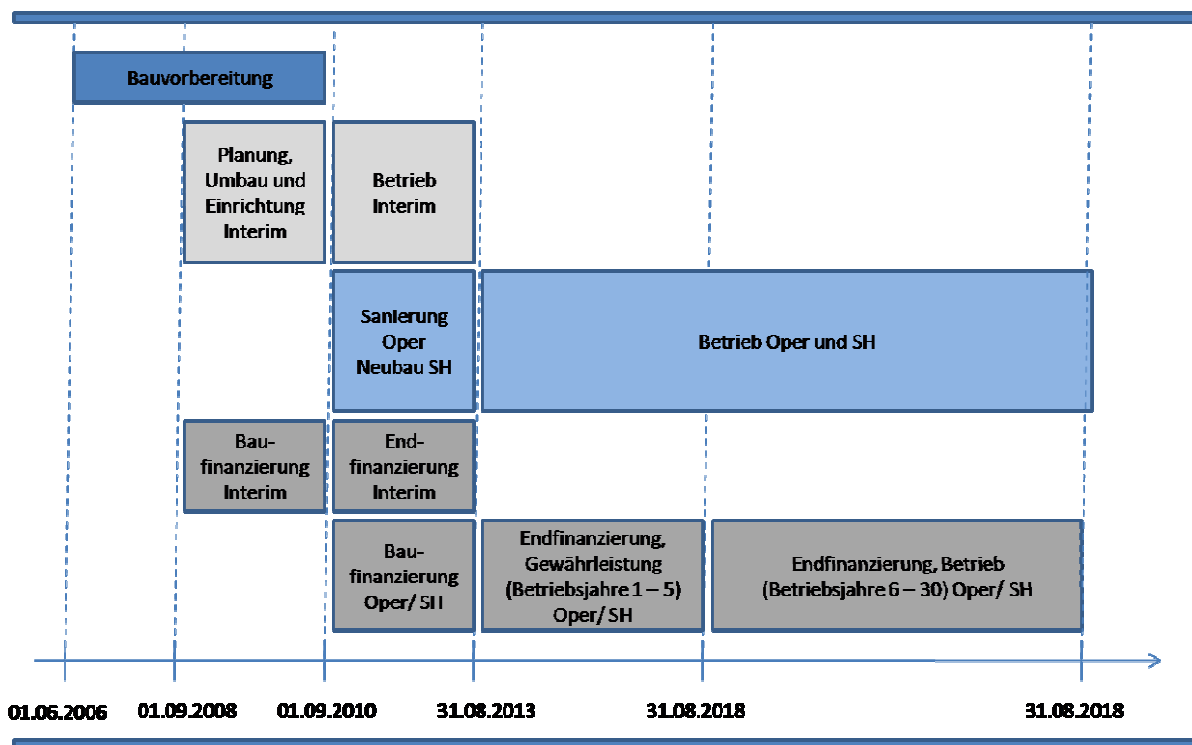 Bauvorbereitung
Planung,
Umbau und
Einrichtung
Interim
Betrieb
Interim
Sanierung
Oper
Neubau SH
Betrieb Oper und SH
Bau-
finanzierung
Interim
End-
finanzierung
Interim
Bau-
finanzierung
Oper/ SH
Endfinanzierung,
Gewährleistung
(Betriebsjahre 1 – 5)
Oper/ SH
Endfinanzierung, Betrieb
(Betriebsjahre 6 – 30) Oper/ SH
01.06.2006
01.09.2008
01.09.2010
31.08.2013
31.08.2018
31.08.2018